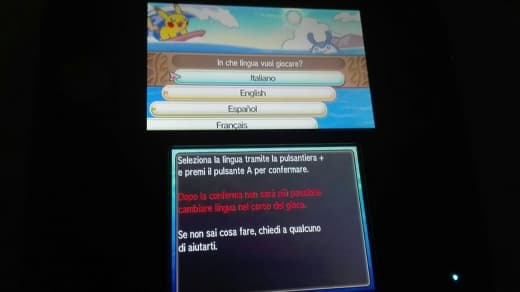 In che lingua vuoi giocare?
Italiano
English
Español
Français
Seleziona la lingua tramite la pulsantiera +
e premi il pulsante A per confermare.
Dopo la conferma non sarà più possibile
cambiare lingua nel corso del gioco.
Se non sai cosa fare, chiedi a qualcuno
di aiutarti.